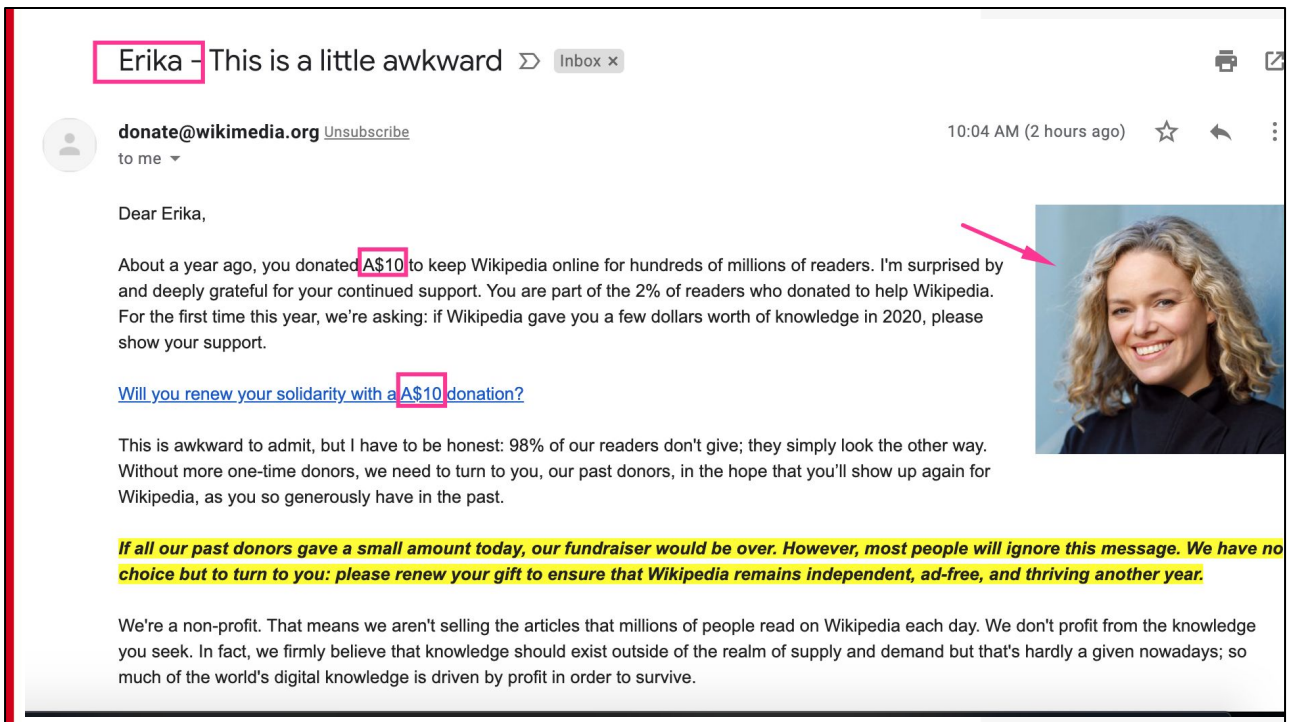 Erika - This is a little awkward Inbox ×
donate@wikimedia.org Unsubscribe 10:04 AM (2 hours ago)
to me
Dear Erika,
About a year ago, you donated A$10 to keep Wikipedia online for hundreds of millions of readers. I'm surprised by
and deeply grateful for your continued support. You are part of the 2% of readers who donated to help Wikipedia.
For the first time this year, we’re asking: if Wikipedia gave you a few dollars worth of knowledge in 2020, please
show your support.
Will you renew your solidarity with a A$10 donation?
This is awkward to admit, but I have to be honest: 98% of our readers don't give; they simply look the other way.
Without more one-time donors, we need to turn to you, our past donors, in the hope that you’ll show up again for
Wikipedia, as you so generously have in the past.
If all our past donors gave a small amount today, our fundraiser would be over. However, most people will ignore this message. We have no
choice but to turn to you: please renew your gift to ensure that Wikipedia remains independent, ad-free, and thriving another year.
We're a non-profit. That means we aren't selling the articles that millions of people read on Wikipedia each day. We don't profit from the knowledge
you seek. In fact, we firmly believe that knowledge should exist outside of the realm of supply and demand but that's hardly a given nowadays; so
much of the world's digital knowledge is driven by profit in order to survive.